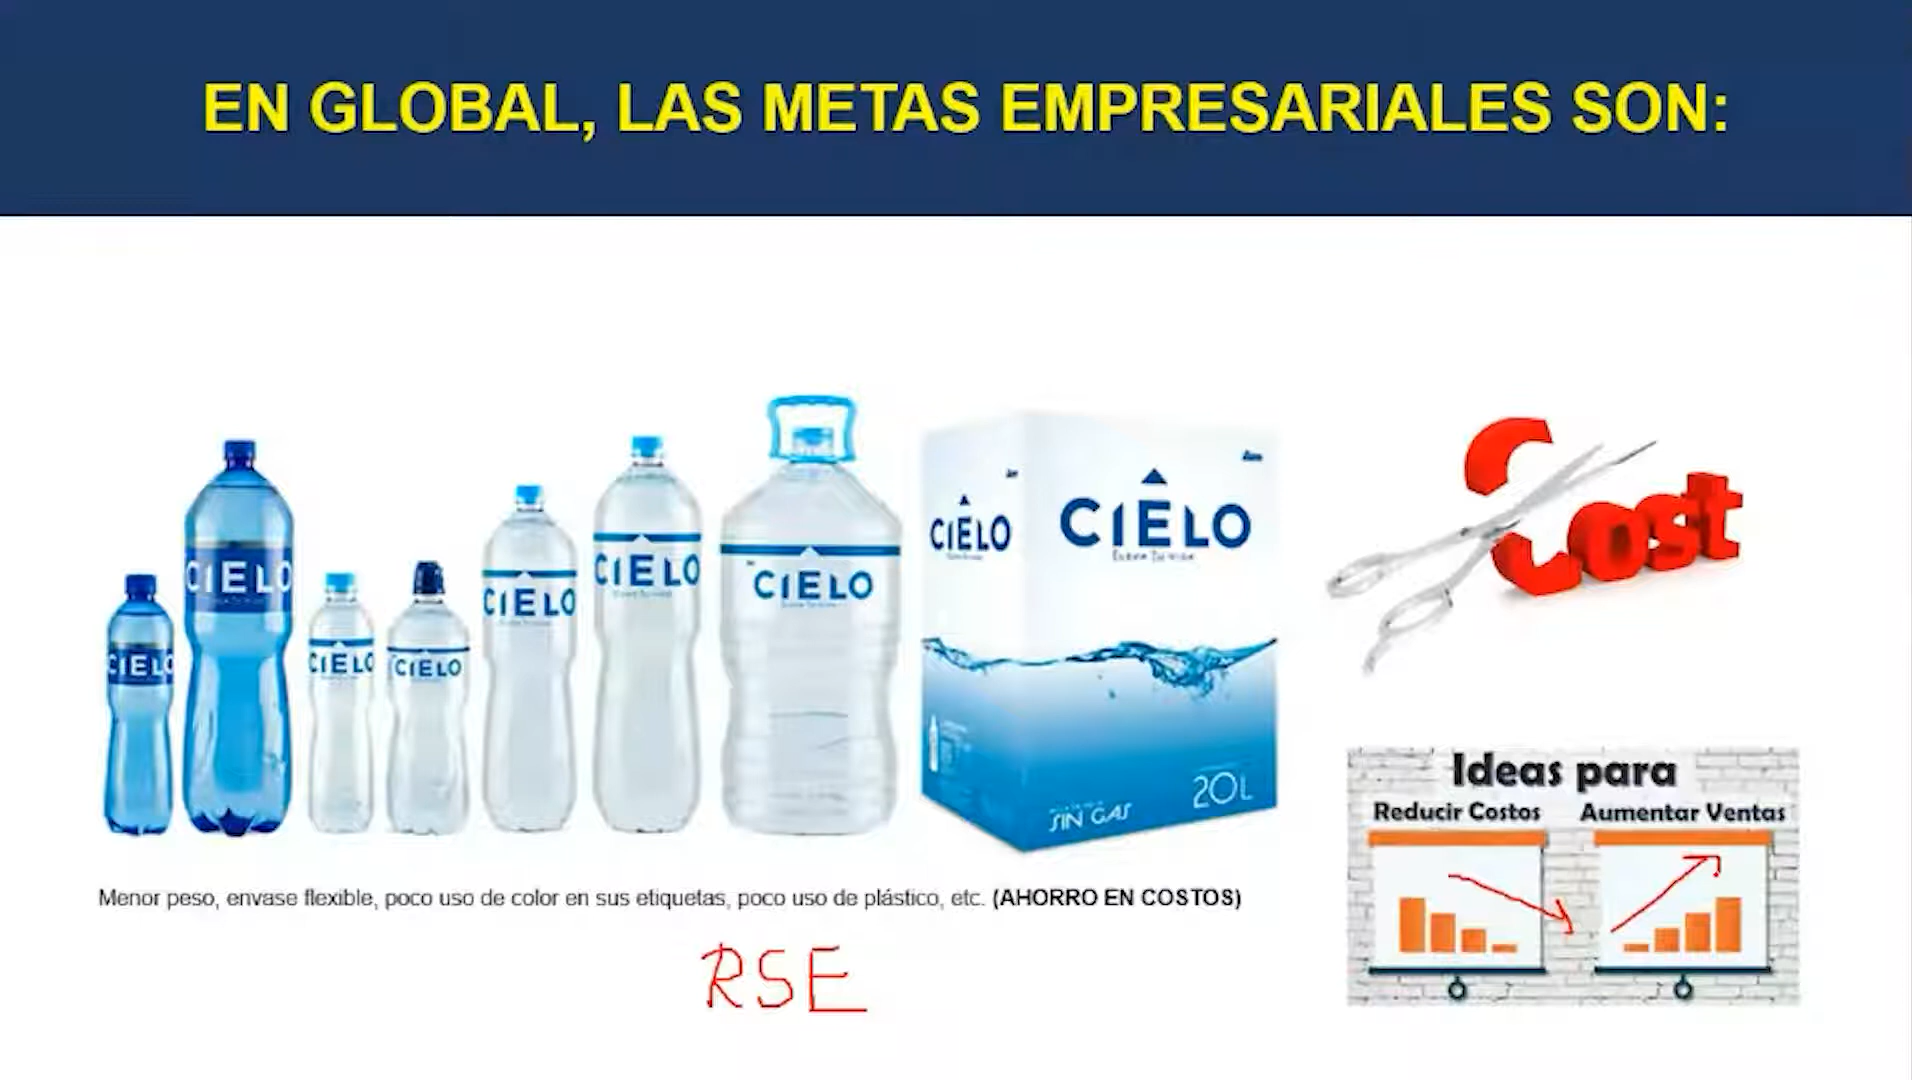 EN GLOBAL, LAS METAS EMPRESARIALES SON:
CIELO
CIELO
CIELO
CIELO
CIELO
CIELO
CIELO
CIELO
CIELO
SIN GAS
20L
Cost
Menor peso, envase flexible, poco uso de color en sus etiquetas, poco uso de plástico, etc. (AHORRO EN COSTOS)
RSE
Ideas para
Reducir Costos Aumentar Ventas